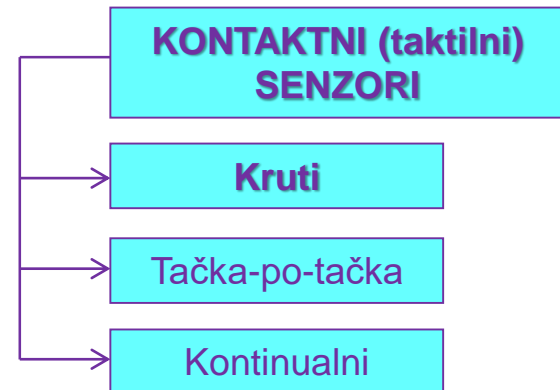 KONTAKTNI (taktilni)
SENZORI
Kruti
Tačka-po-tačka
Kontinualni